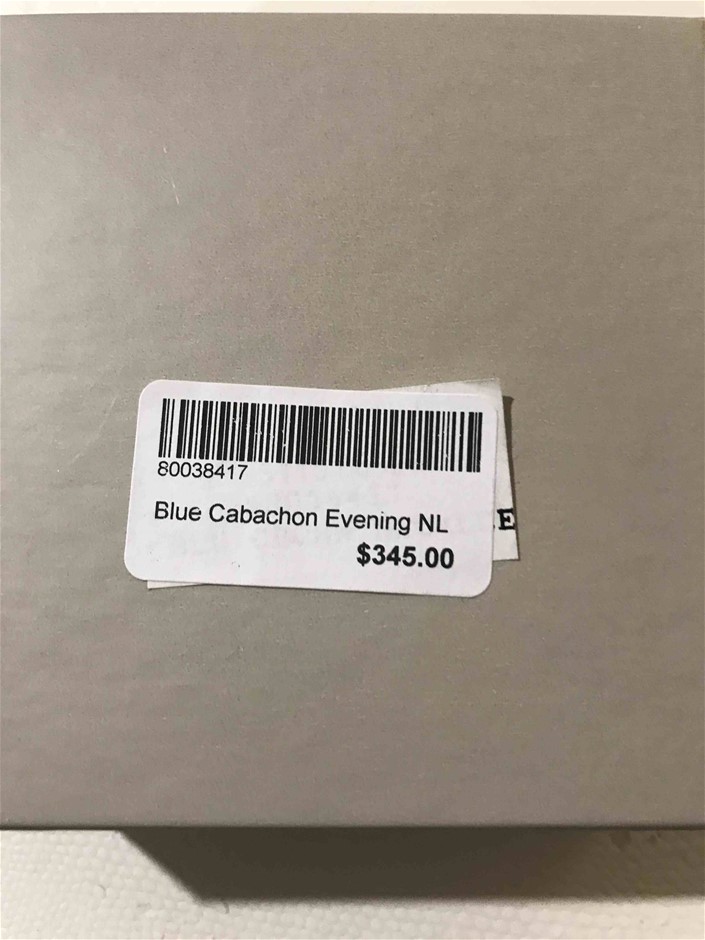 80038417
Blue Cabachon Evening NL
E
$345.00